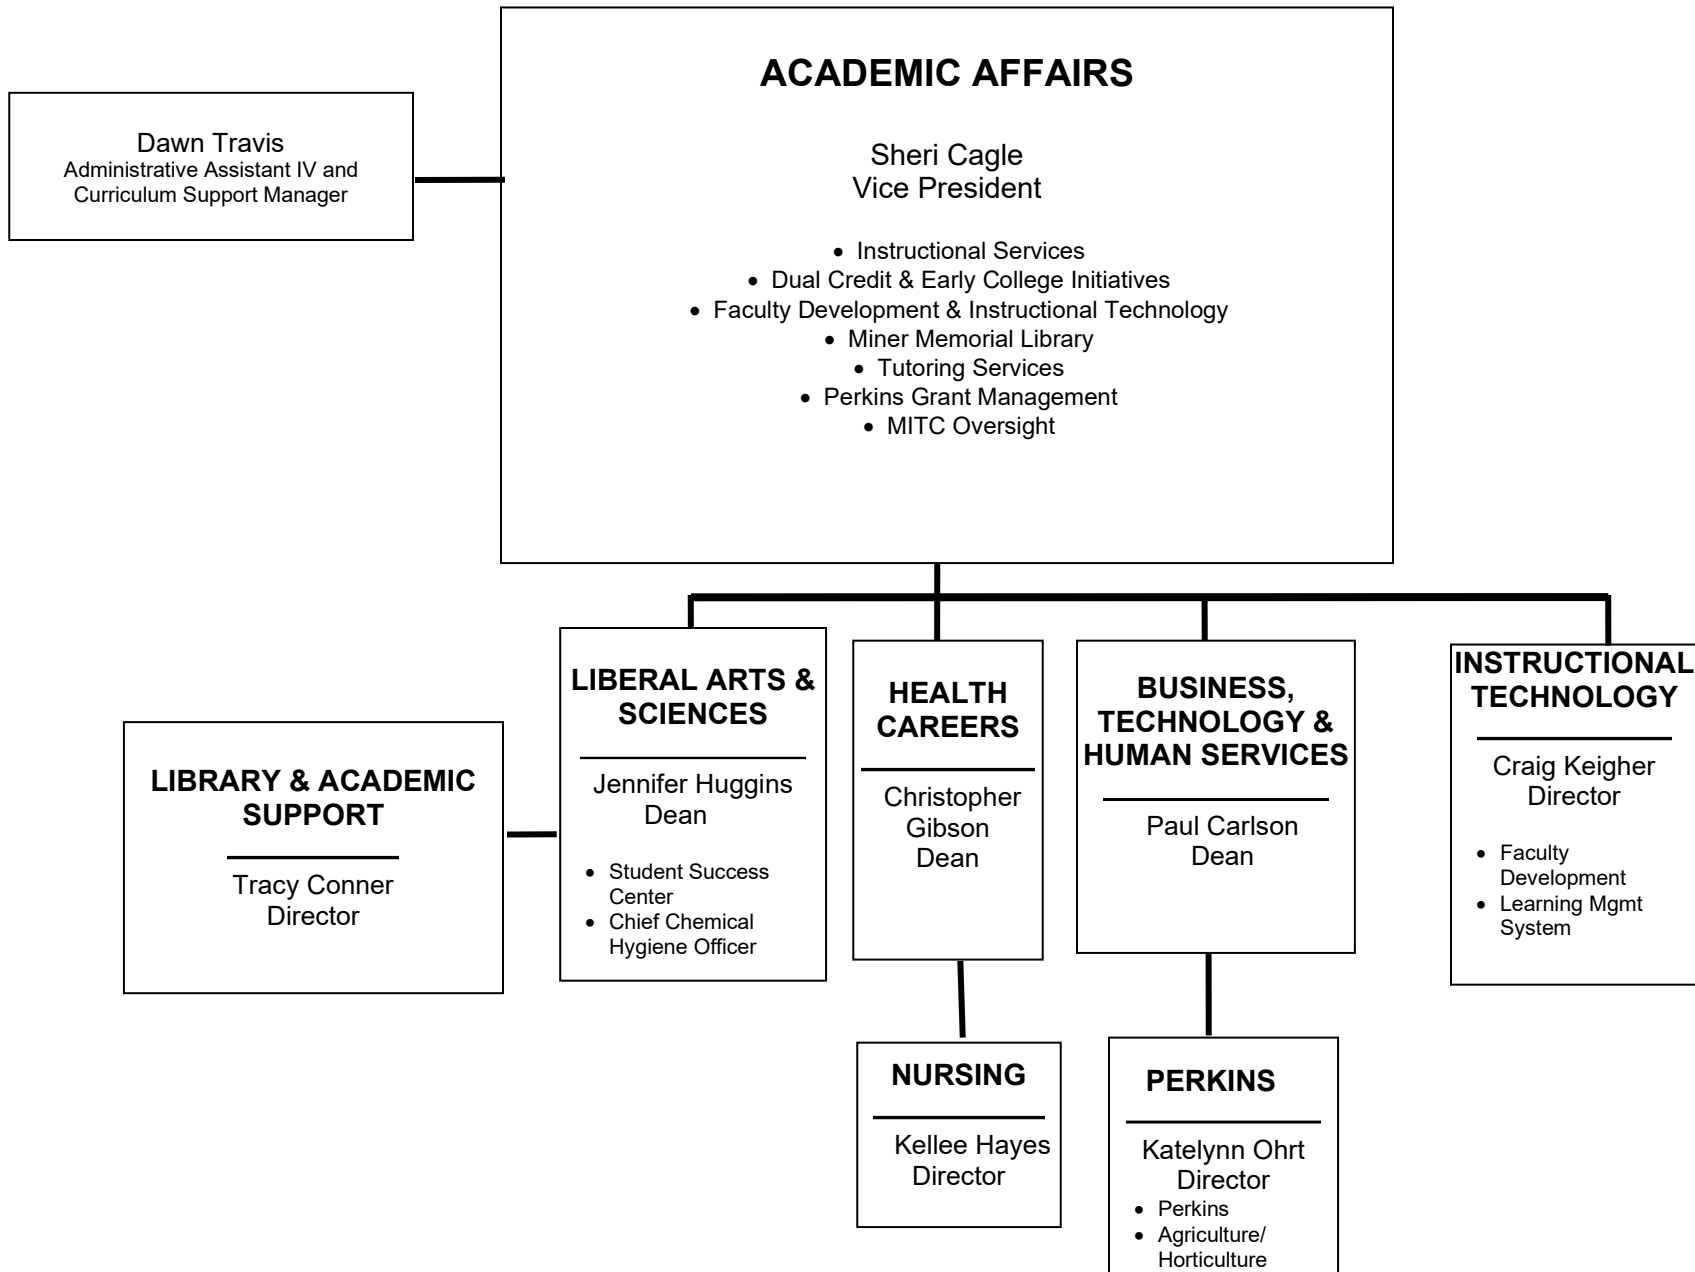 ACADEMIC AFFAIRS
Sheri Cagle
Vice President
• Instructional Services
• Dual Credit & Early College Initiatives
• Faculty Development & Instructional Technology
• Miner Memorial Library
• Tutoring Services
• Perkins Grant Management
• MITC Oversight
Dawn Travis
Administrative Assistant IV and
Curriculum Support Manager
LIBRARY & ACADEMIC
SUPPORT
Tracy Conner
Director
LIBERAL ARTS &
SCIENCES
Jennifer Huggins
Dean
• Student Success
Center
• Chief Chemical
Hygiene Officer
HEALTH
CAREERS
Christopher
Gibson
Dean
BUSINESS,
TECHNOLOGY &
HUMAN SERVICES
Paul Carlson
Dean
INSTRUCTIONAL
TECHNOLOGY
Craig Keigher
Director
• Faculty
Development
• Learning Mgmt
System
NURSING
Kellee Hayes
Director
PERKINS
Katelynn Ohrt
Director
• Perkins
• Agriculture/
Horticulture